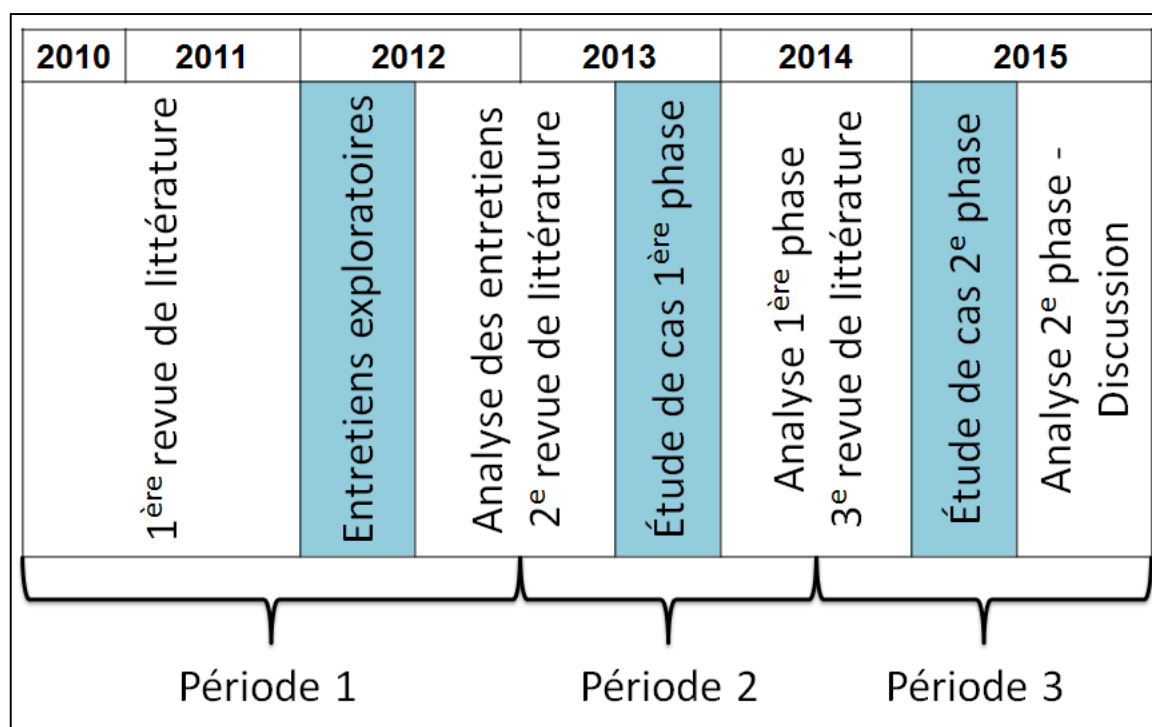 2010 2011 2012 2013 2014 2015
1ère revue de littérature
Entretiens exploratoires
Analyse des entretiens
2e revue de littérature
Étude de cas 1ère phase
Analyse 1ère phase
3e revue de littérature
Étude de cas 2e phase
Analyse 2e phase -
Discussion
Période 1 Période 2 Période 3